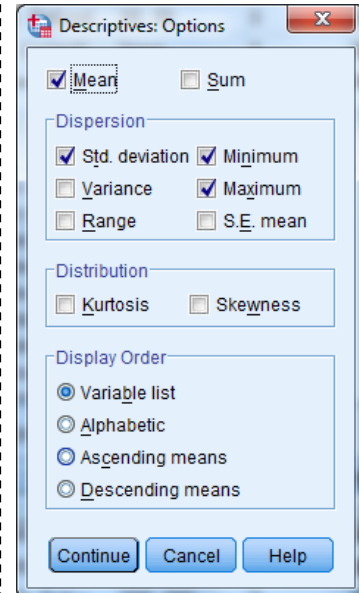 Descriptives: Options
Mean Sum
Dispersion
Std. deviation Minimum
Variance Maximum
Range S.E. mean
Distribution
Kurtosis Skewness
Display Order
Variable list
Alphabetic
Ascending means
Descending means
Continue Cancel Help